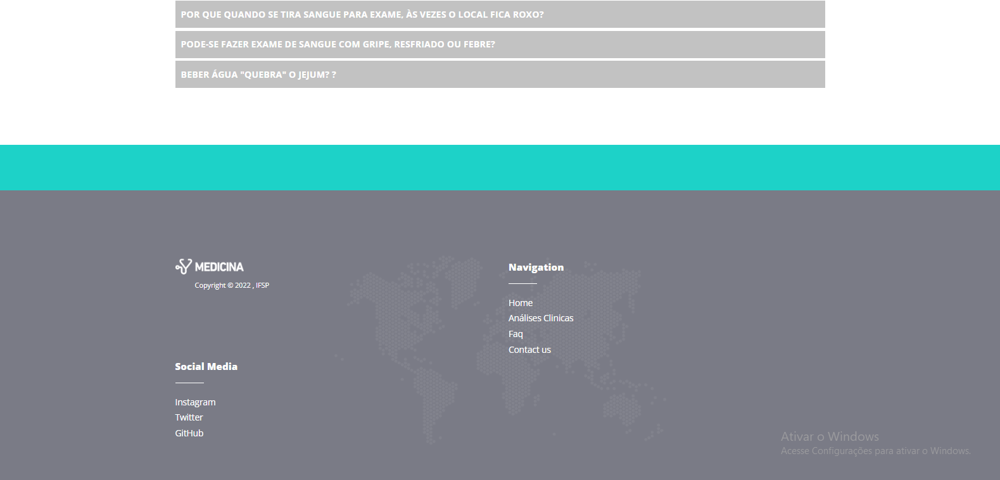 POR QUE QUANDO SE TIRA SANGUE PARA EXAME, ÀS VEZES O LOCAL FICA ROXO?
PODE-SE FAZER EXAME DE SANGUE COM GRIPE, RESFRIADO OU FEBRE?
BEBER ÁGUA "QUEBRA" O JEJUM? ?
MEDICINA
Copyright © 2022 , IFSP
Navigation
Home
Análises Clinicas
Faq
Contact us
Social Media
Instagram
Twitter
GitHub
Ativar o Windows
Acesse Configurações para ativar o Windows.